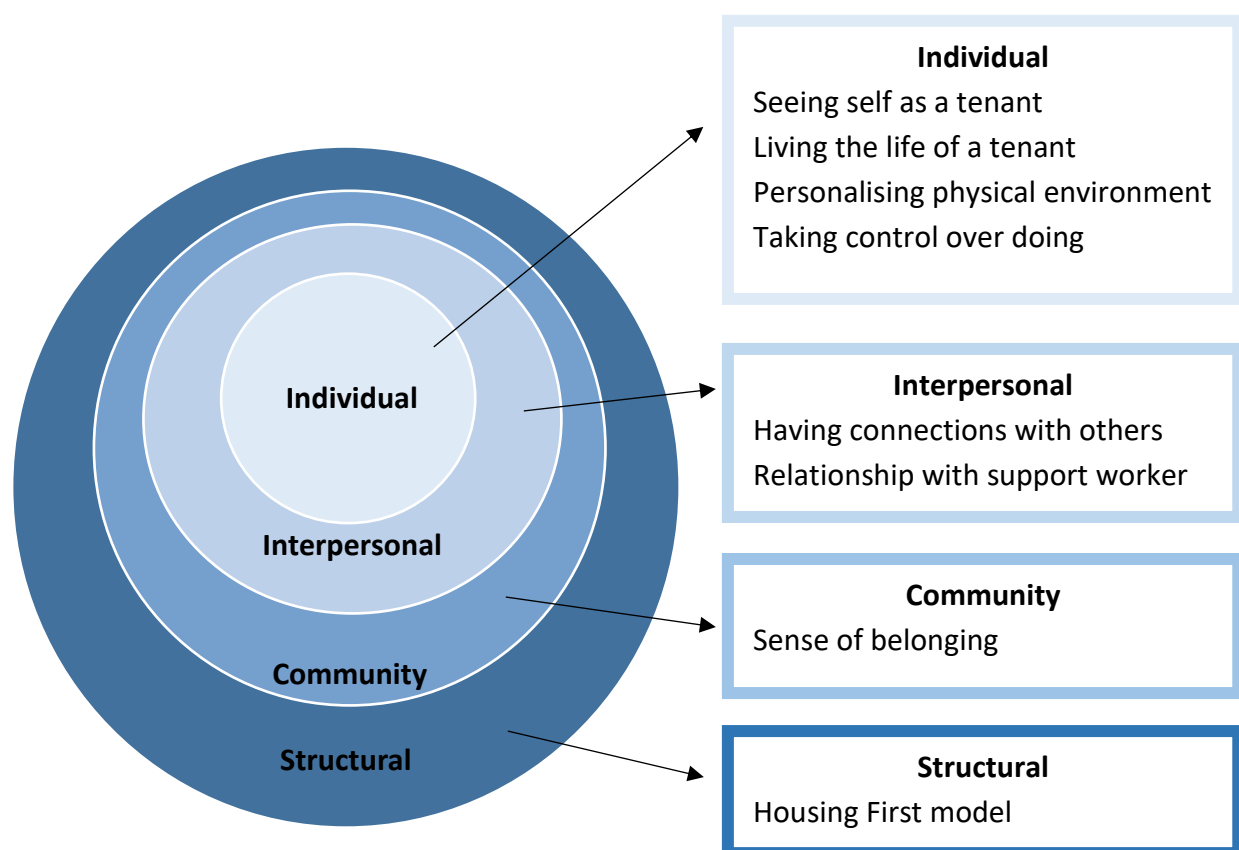 Individual
Interpersonal
Community
Structural
Individual
Seeing self as a tenant
Living the life of a tenant
Personalising physical environment
Taking control over doing
Interpersonal
Having connections with others
Relationship with support worker
Community
Sense of belonging
Structural
Housing First model